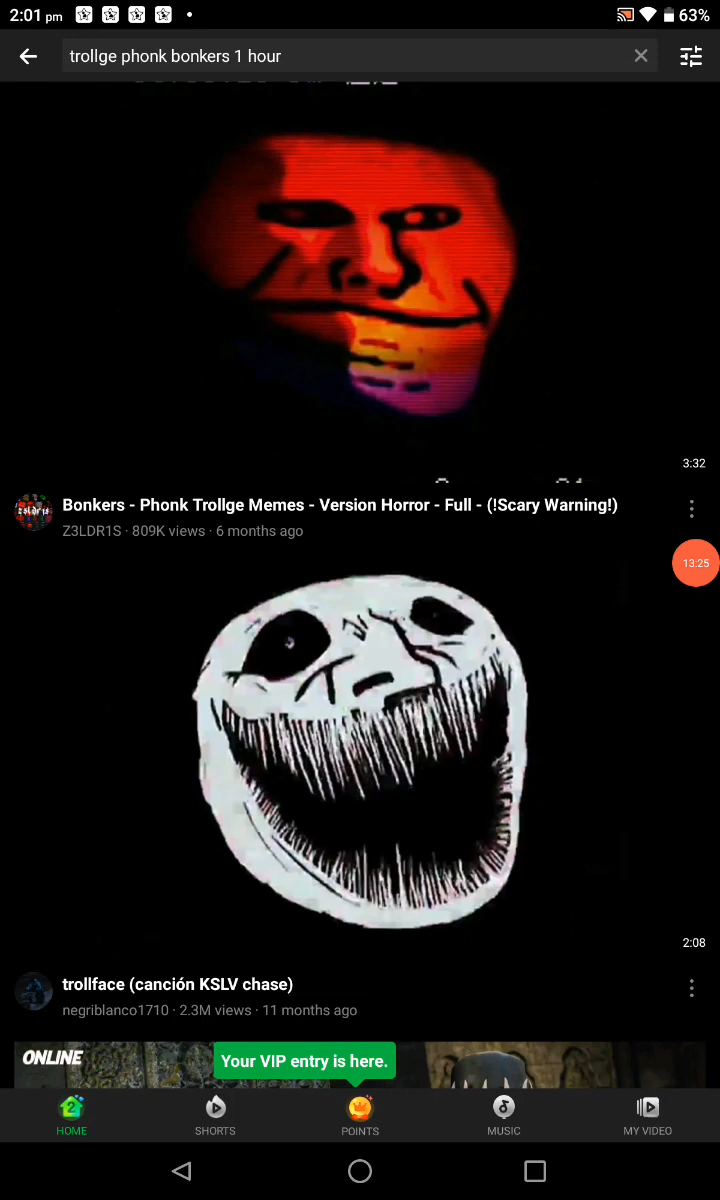 2:01 pm
63%
trollge phonk bonkers 1 hour
3:32
Bonkers - Phonk Trollge Memes - Version Horror - Full - (!Scary Warning!)
Z3LDR1S · 809K views · 6 months ago
13:25
2:08
trollface (canción KSLV chase)
negriblanco1710 · 2.3M views · 11 months ago
ONLINE
Your VIP entry is here.
2
HOME
SHORTS
POINTS
MUSIC
MY VIDEO